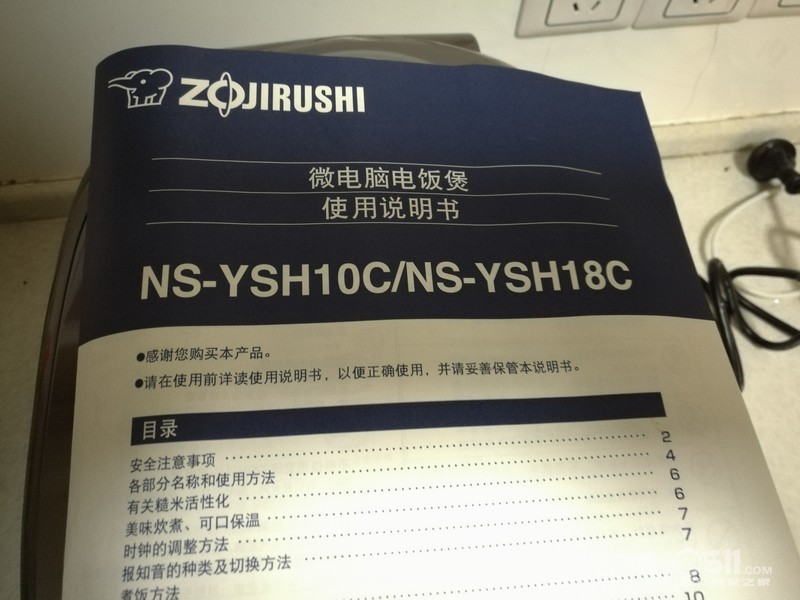 ZOJIRUSHI
微电脑电饭煲
使用说明书
NS-YSH10C/NS-YSH18C
●感谢您购买本产品。
●请在使用前详读使用说明书，以便正确使用，并请妥善保管本说明书。
目录
安全注意事项 2
各部分名称和使用方法 4
有关糙米活性化 6
美味炊煮、可口保温 6
时钟的调整方法 7
报知音的种类及切换方法 7
煮饭方法 8
10